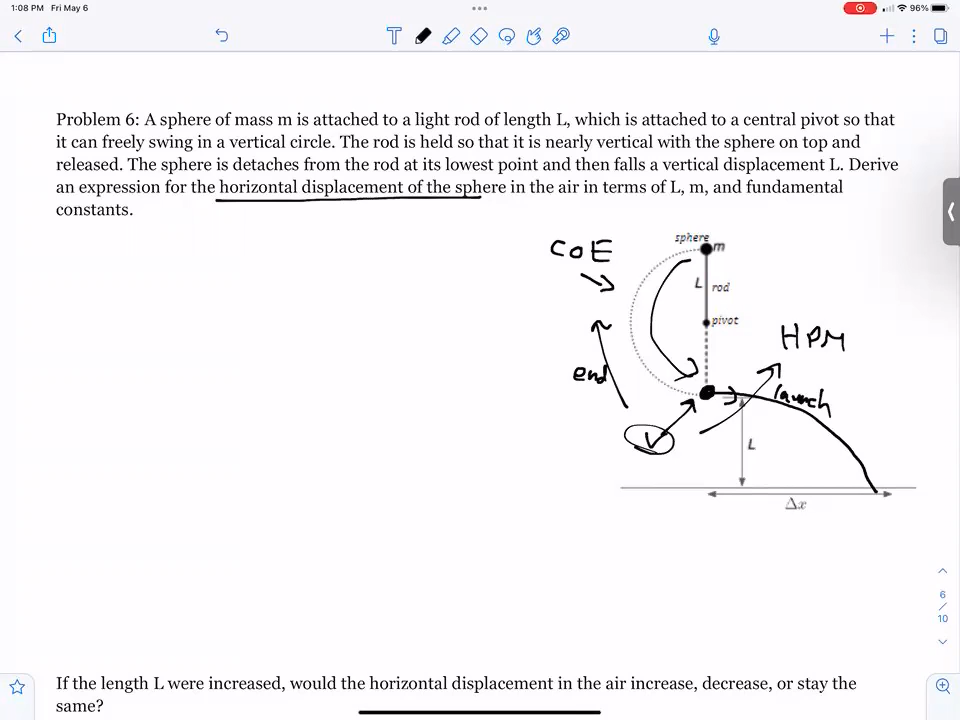 1:08 PM Fri May 6
96%
Problem 6: A sphere of mass m is attached to a light rod of length L, which is attached to a central pivot so that
it can freely swing in a vertical circle. The rod is held so that it is nearly vertical with the sphere on top and
released. The sphere is detaches from the rod at its lowest point and then falls a vertical displacement L. Derive
an expression for the horizontal displacement of the sphere in the air in terms of L, m, and fundamental
constants.
sphere
m
COE
L rod
pivot
HPM
end
launch
V
L
Δx
6
/
10
If the length L were increased, would the horizontal displacement in the air increase, decrease, or stay the
same?